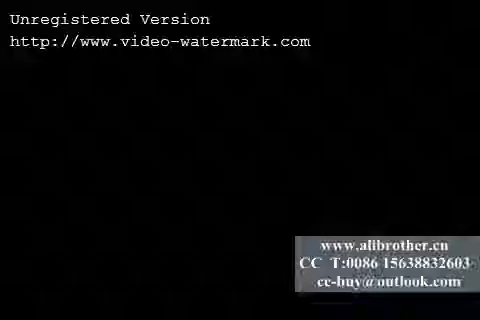 Unregistered Version
http://www.video-watermark.com
www.alibrother.cn
CC T:0086 15638832603
cc-buy@outlook.com